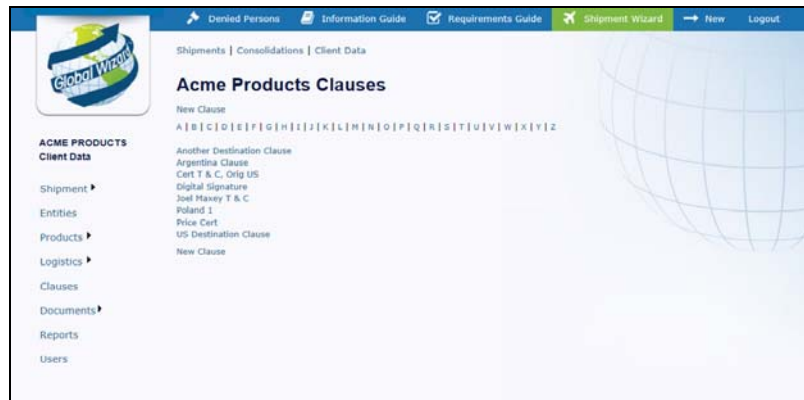 Denied Persons Information Guide Requirements Guide Shipment Wizard New Logout
Global Wizard
Shipments | Consolidations | Client Data
Acme Products Clauses
New Clause
A|B|C|D|E|F|G|H|I|J|K|L|M|N|O|P|Q|R|S|T|U|V|W|X|Y|Z
ACME PRODUCTS
Client Data
Another Destination Clause
Argentina Clause
Cert T & C, Orig US
Digital Signature
Joel Maxey T & C
Poland 1
Price Cert
US Destination Clause
New Clause
Shipment
Entities
Products
Logistics
Clauses
Documents
Reports
Users